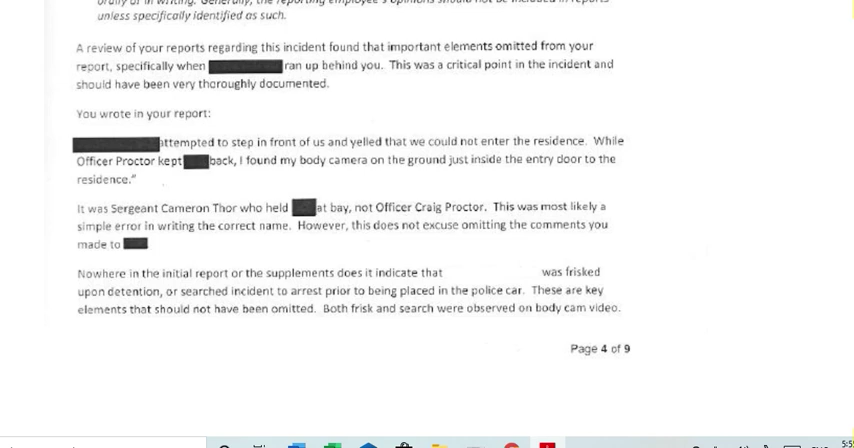 unless specifically identified as such.
A review of your reports regarding this incident found that important elements omitted from your
report, specifically when ran up behind you. This was a critical point in the incident and
should have been very thoroughly documented.
You wrote in your report:
attempted to step in front of us and yelled that we could not enter the residence. While
Officer Proctor kept back, I found my body camera on the ground just inside the entry door to the
residence."
It was Sergeant Cameron Thor who held at bay, not Officer Craig Proctor. This was most likely a
simple error in writing the correct name. However, this does not excuse omitting the comments you
made to
Nowhere in the initial report or the supplements does it indicate that was frisked
upon detention, or searched incident to arrest prior to being placed in the police car. These are key
elements that should not have been omitted. Both frisk and search were observed on body cam video.
Page 4 of 9